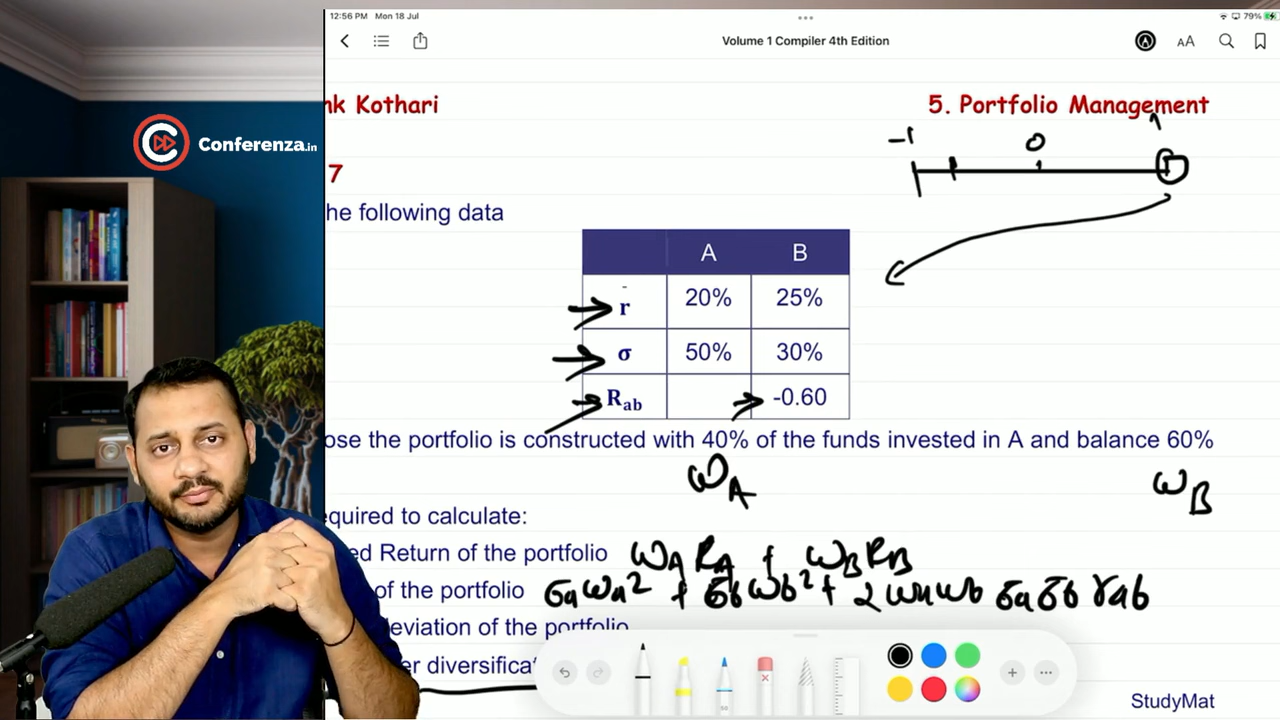 12:56 PM Mon 18 Jul
79%
Volume 1 Compiler 4th Edition
AA
nk Kothari
5. Portfolio Management
Conferenza.in
-1 0 1
7
he following data
A B
r 20% 25%
σ 50% 30%
Rab -0.60
ose the portfolio is constructed with 40% of the funds invested in A and balance 60%
ωA ωB
equired to calculate:
ed Return of the portfolio ωA RA + ωB RB
of the portfolio σa ωa² + σb ωb² + 2 ωa ωb σa σb rab
eviation of the portfolio
er diversificat
StudyMat